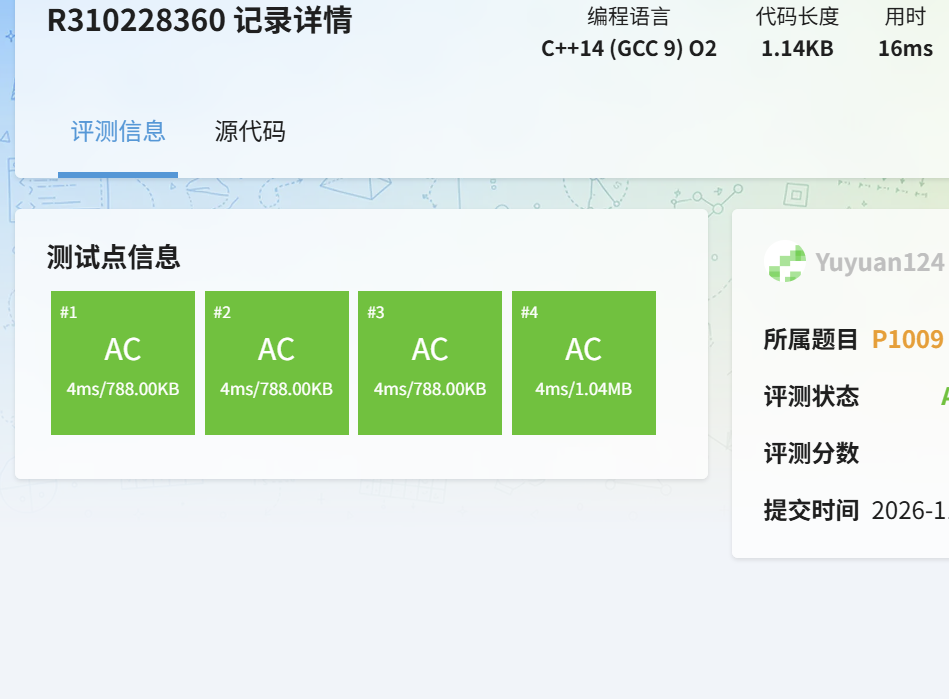 R310228360 记录详情
编程语言 代码长度 用时
C++14 (GCC 9) O2 1.14KB 16ms
评测信息 源代码
测试点信息
#1 #2 #3 #4
AC AC AC AC
4ms/788.00KB 4ms/788.00KB 4ms/788.00KB 4ms/1.04MB
Yuyuan124
所属题目 P1009
评测状态
评测分数
提交时间 2026-1